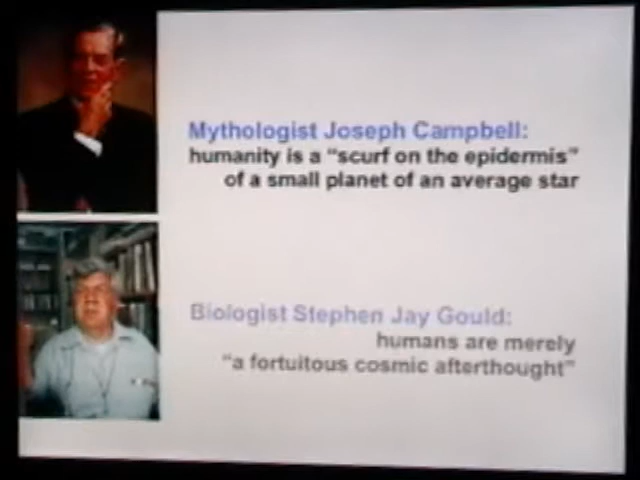 Mythologist Joseph Campbell:
humanity is a "scurf on the epidermis"
of a small planet of an average star
Biologist Stephen Jay Gould:
humans are merely
"a fortuitous cosmic afterthought"